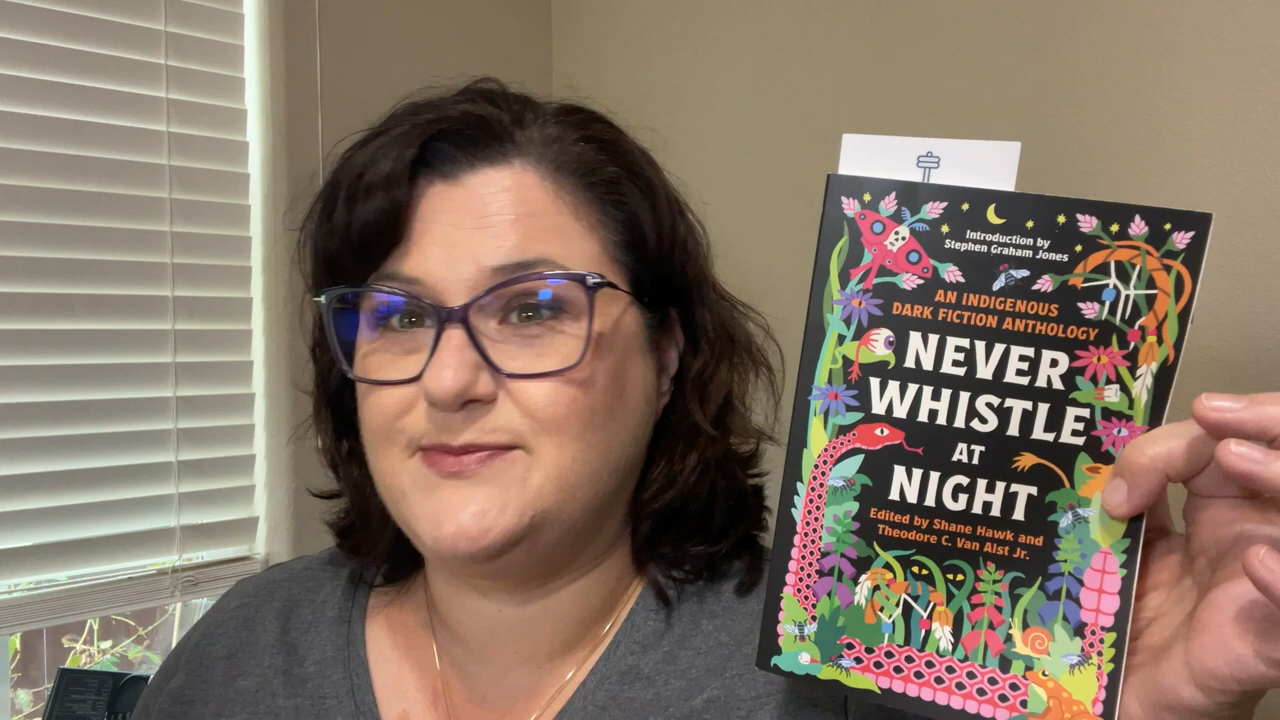 Introduction by
Stephen Graham Jones
AN INDIGENOUS
DARK FICTION ANTHOLOGY
NEVER
WHISTLE
AT
NIGHT
Edited by Shane Hawk and
Theodore C. Van Alst Jr.